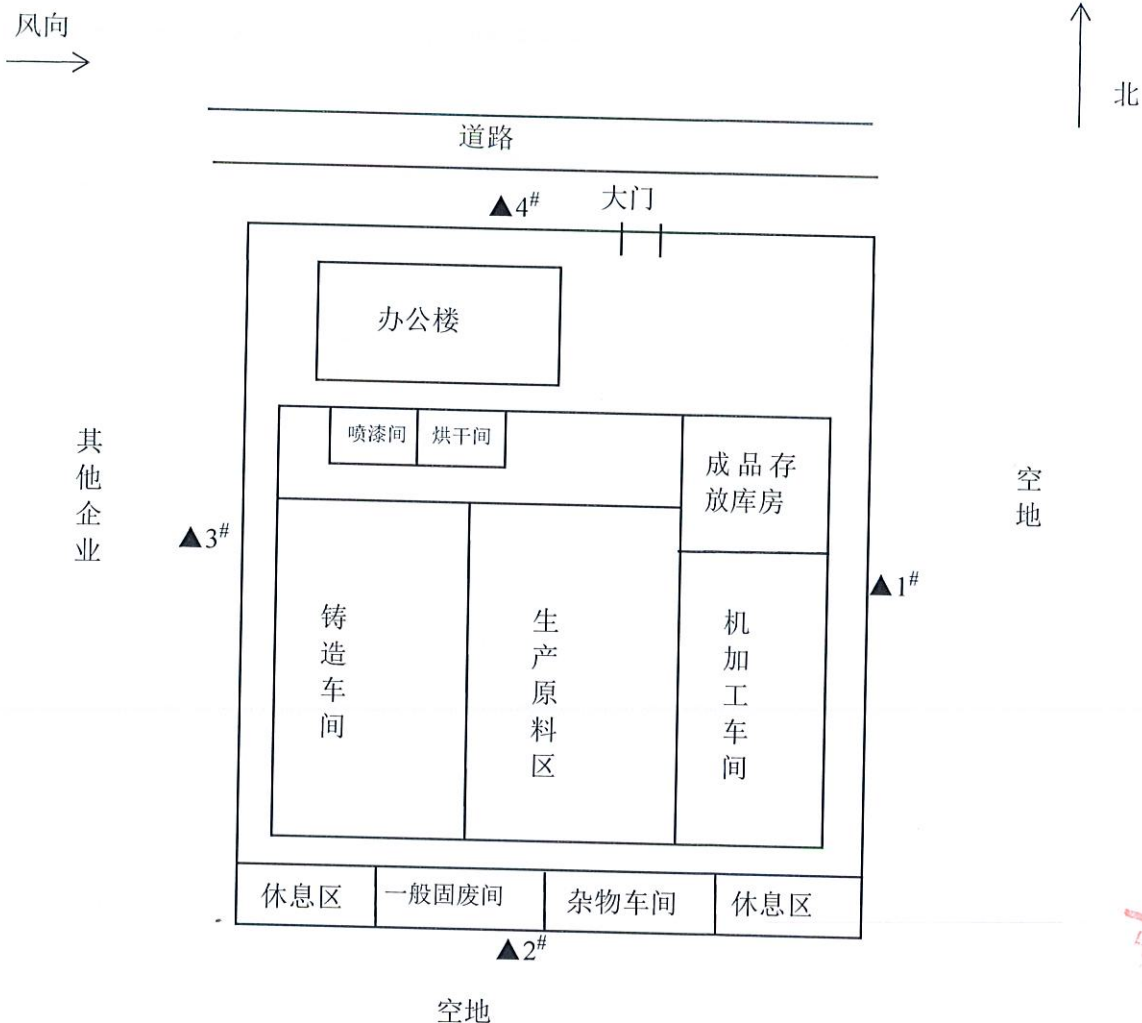 风向
北
道路
▲4#
大门
办公楼
喷漆间
烘干间
成品存
放库房
其他企业
空地
▲3#
▲1#
铸造车间
生产原料区
机加工车间
休息区
一般固废间
杂物车间
休息区
▲2#
空地